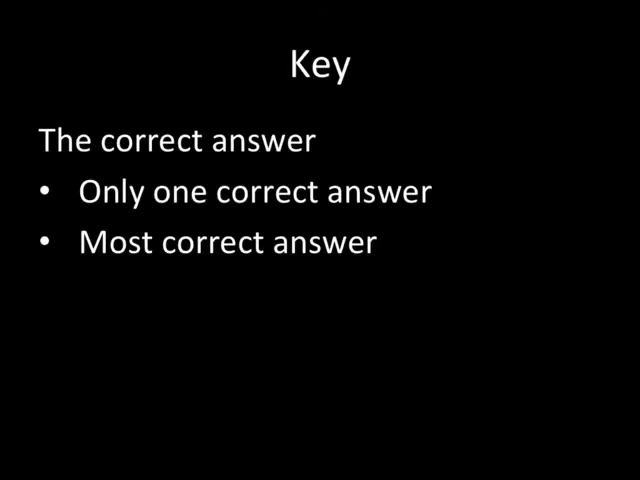 Key
The correct answer
• Only one correct answer
• Most correct answer